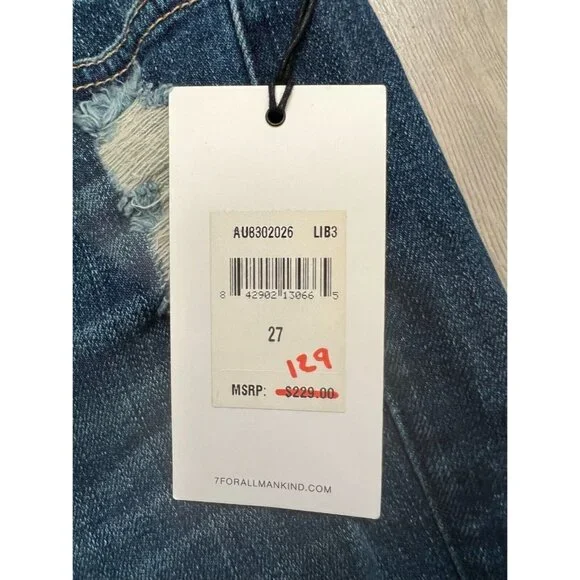 AU8302026 LIB3
8 42902 13066 5
27
129
MSRP: $229.00
7FORALLMANKIND.COM